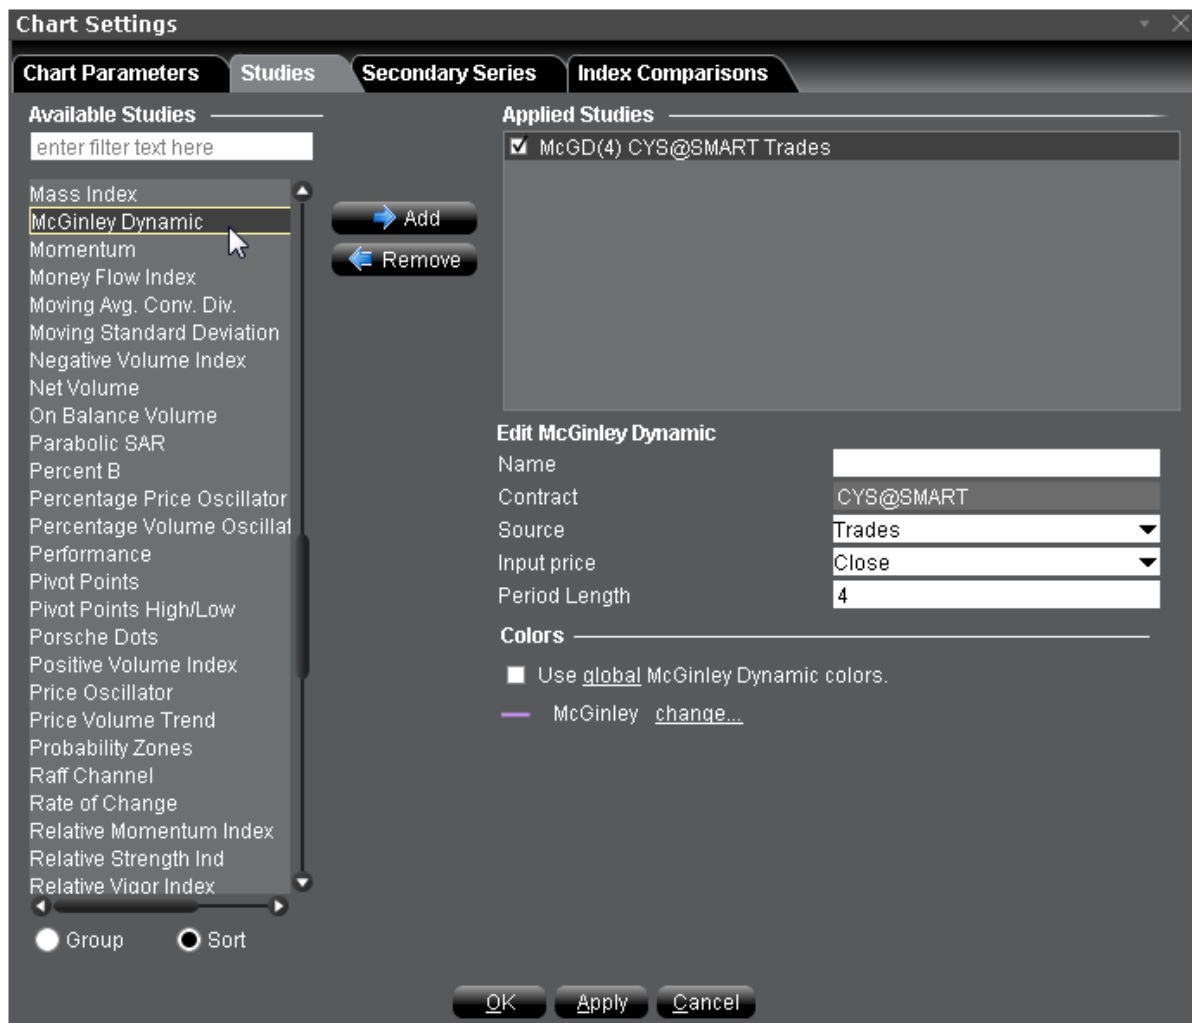 Chart Settings
Chart Parameters Studies Secondary Series Index Comparisons
Available Studies
enter filter text here
Mass Index
McGinley Dynamic
Momentum
Money Flow Index
Moving Avg. Conv. Div.
Moving Standard Deviation
Negative Volume Index
Net Volume
On Balance Volume
Parabolic SAR
Percent B
Percentage Price Oscillator
Percentage Volume Oscillat
Performance
Pivot Points
Pivot Points High/Low
Porsche Dots
Positive Volume Index
Price Oscillator
Price Volume Trend
Probability Zones
Raff Channel
Rate of Change
Relative Momentum Index
Relative Strength Ind
Relative Vigor Index
Group Sort
Add
Remove
Applied Studies
McGD(4) CYS@SMART Trades
Edit McGinley Dynamic
Name
Contract CYS@SMART
Source Trades
Input price Close
Period Length 4
Colors
Use global McGinley Dynamic colors.
McGinley change...
OK Apply Cancel